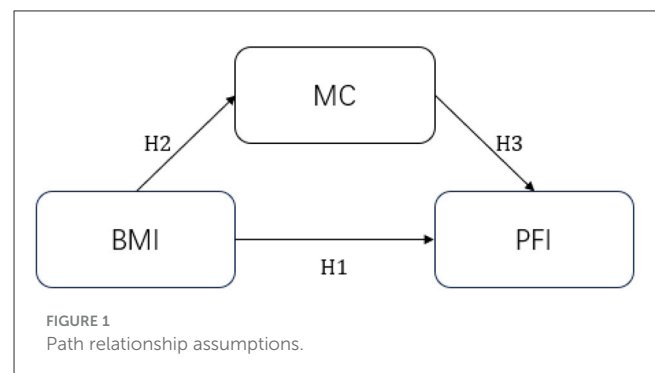 MC
H2
H3
BMI
PFI
H1
FIGURE 1
Path relationship assumptions.